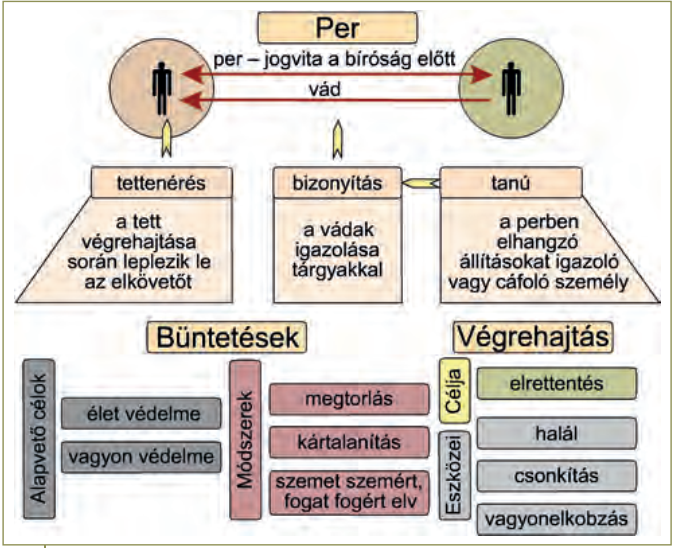 Per
per – jogvita a bíróság előtt
vád
tettenérés
a tett
végrehajtása
során leplezik le
az elkövetőt
bizonyítás
a vádak
igazolása
tárgyakkal
tanú
a perben
elhangzó
állításokat igazoló
vagy cáfoló személy
Büntetések
Alapvető célok
élet védelme
vagyon védelme
Módszerek
megtorlás
kártalanítás
szemet szemért,
fogat fogért elv
Végrehajtás
Célja
elrettentés
Eszközei
halál
csonkítás
vagyonelkobzás